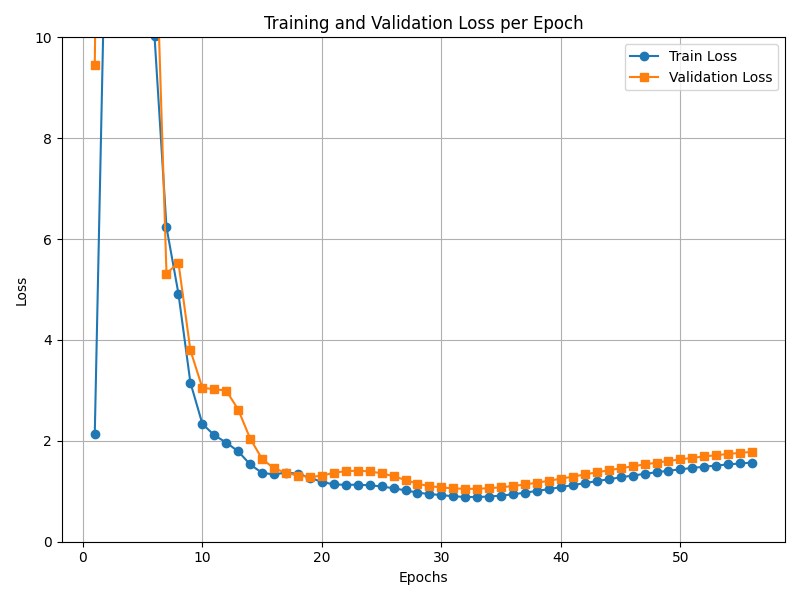 Training and Validation Loss per Epoch
Train Loss
Validation Loss
10
8
6
4
2
0
Loss
0 10 20 30 40 50
Epochs